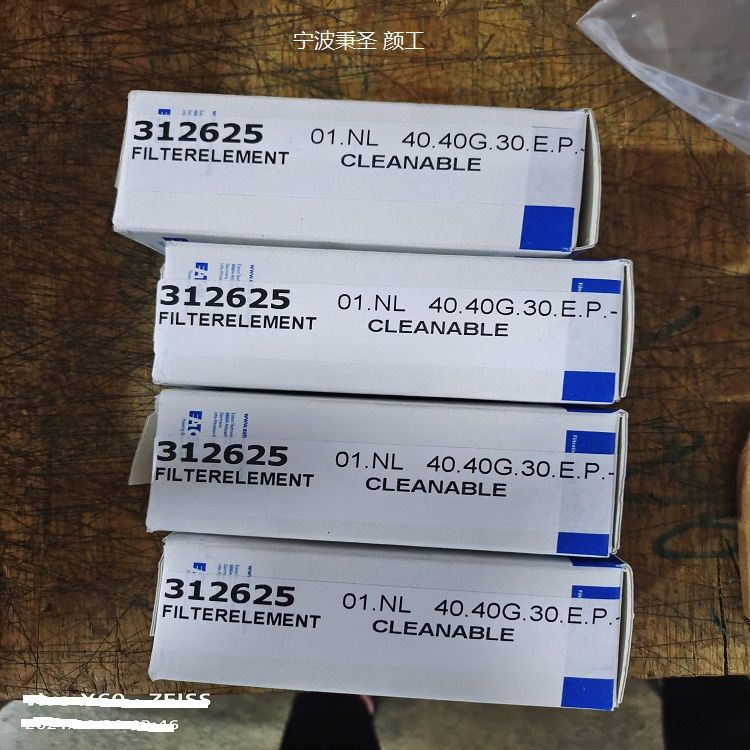 宁波秉圣 颜工
312625 01.NL 40.40G.30.E.P.-
FILTERELEMENT CLEANABLE
312625 01.NL 40.40G.30.E.P.-
FILTERELEMENT CLEANABLE
312625 01.NL 40.40G.30.E.P.-
FILTERELEMENT CLEANABLE
312625 01.NL 40.40G.30.E.P.-
FILTERELEMENT CLEANABLE